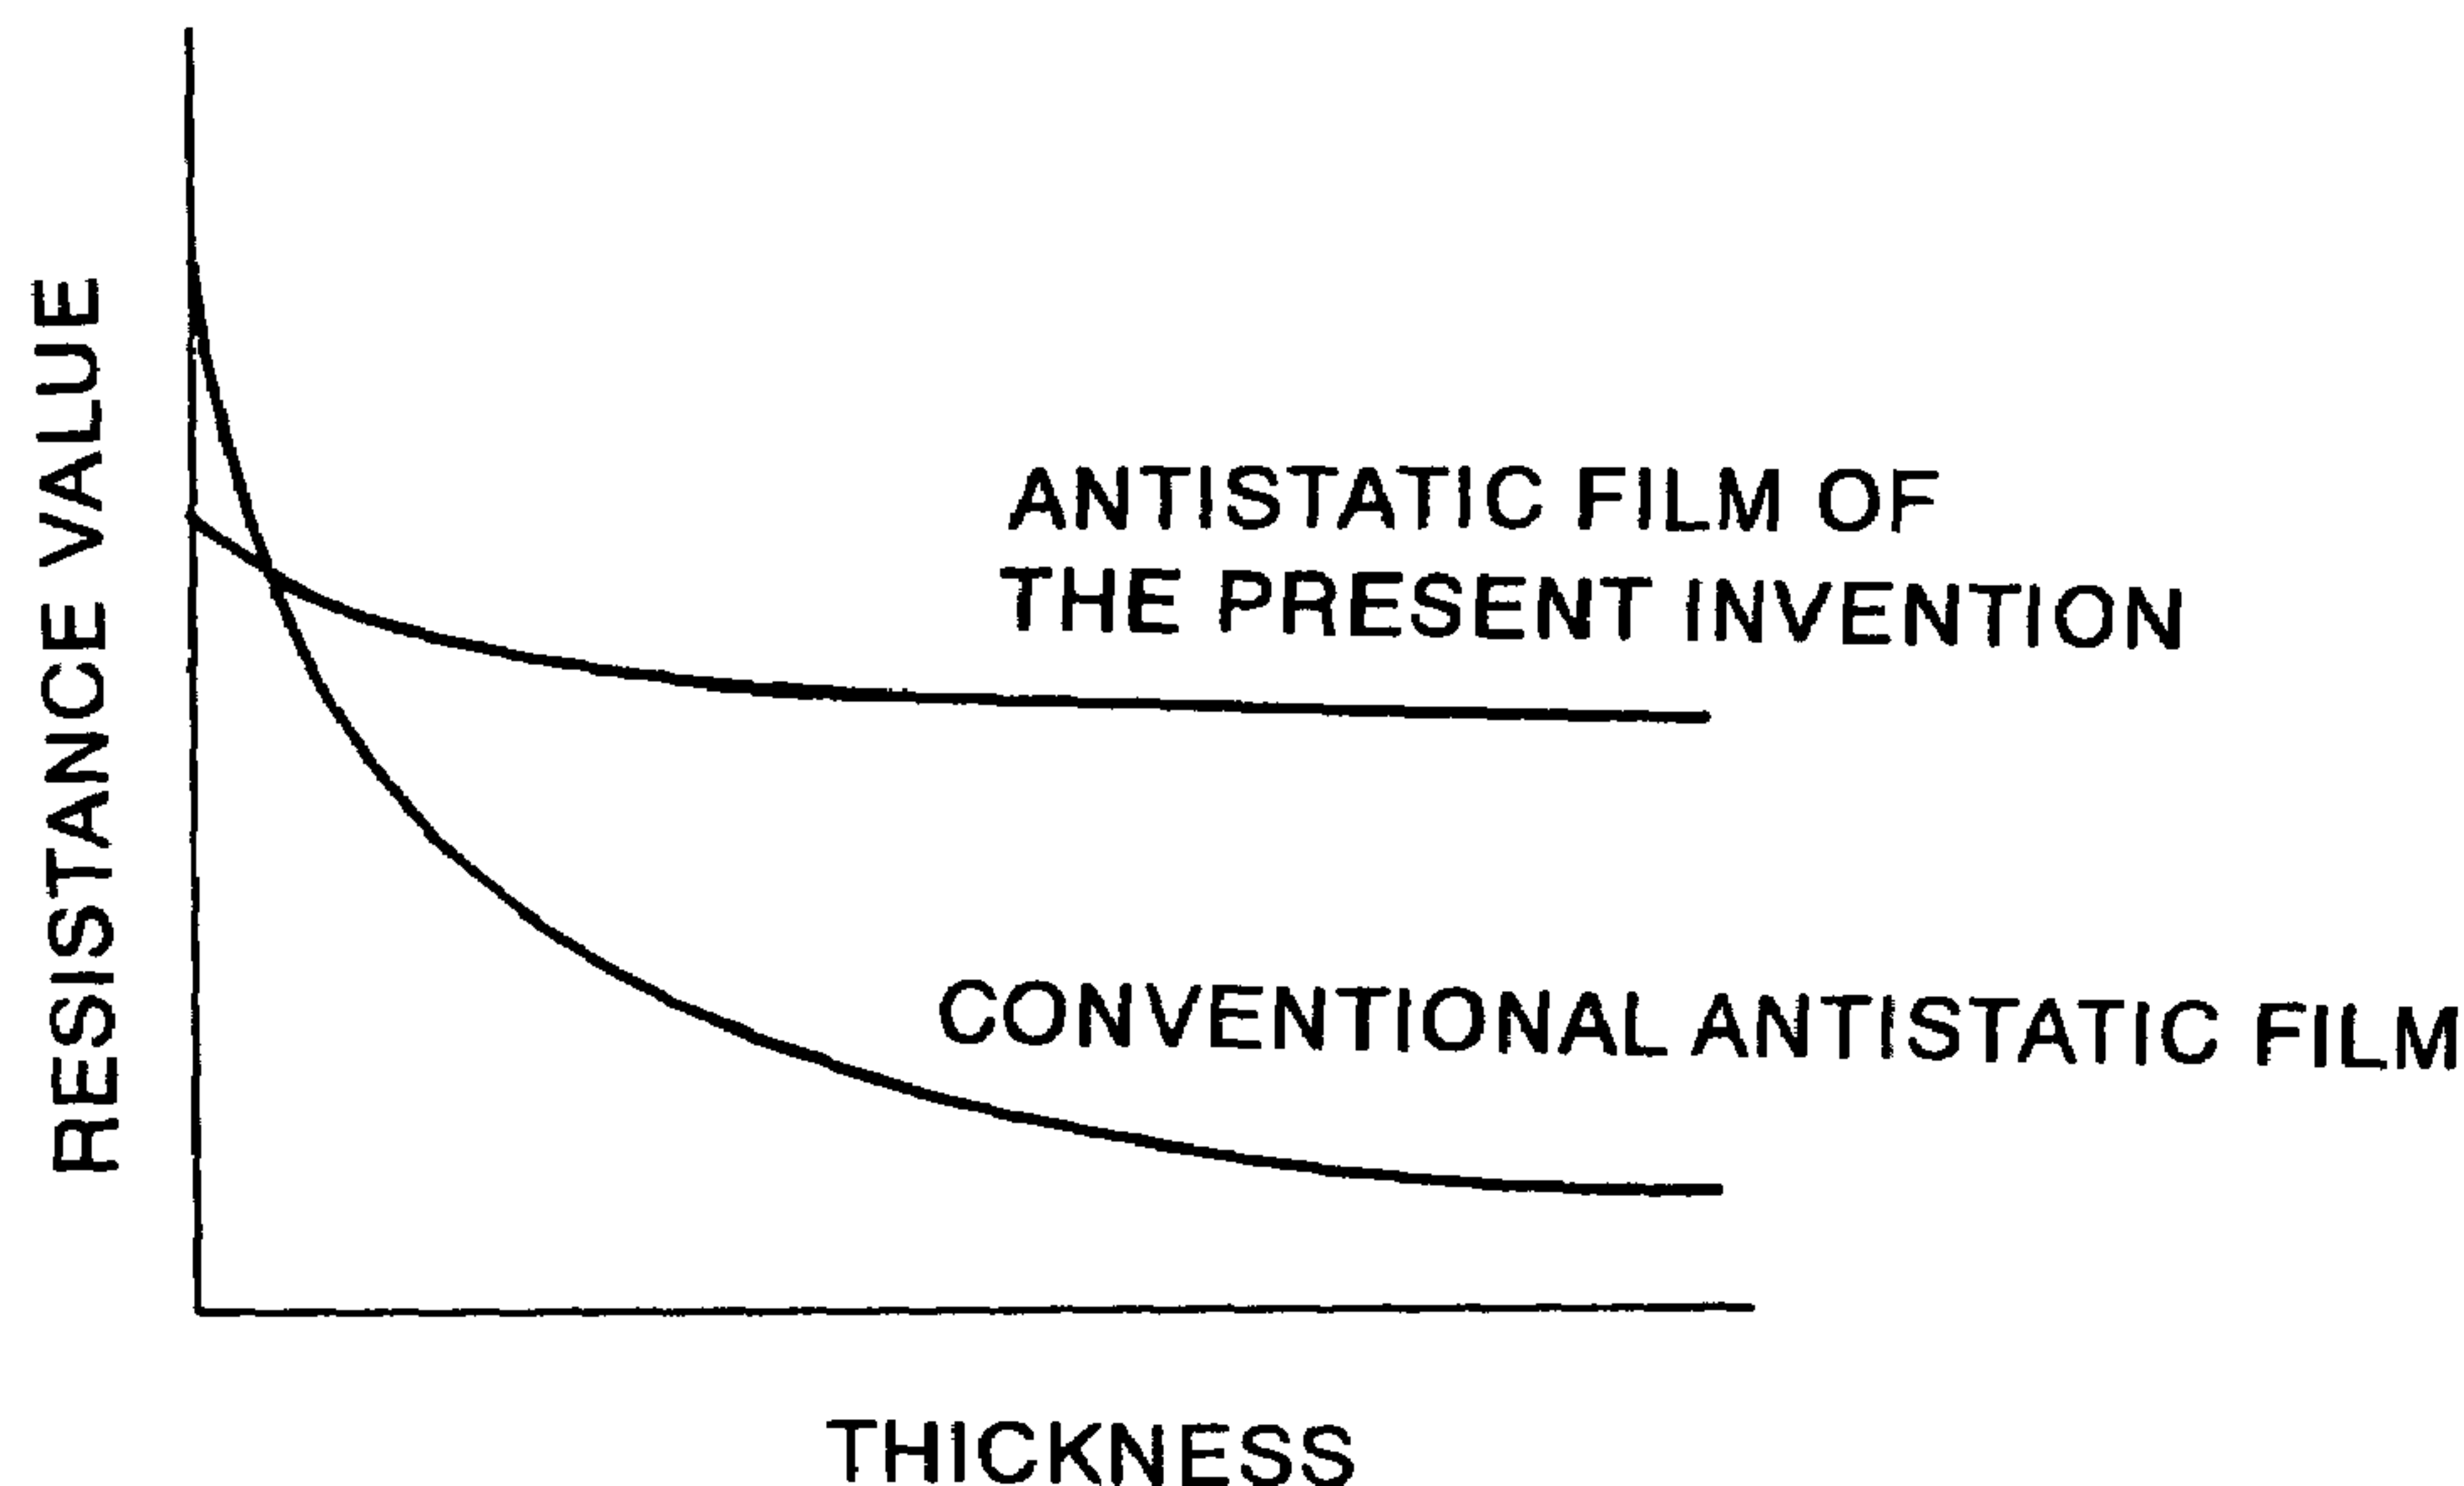 RESISTANCE VALUE
ANTISTATIC FILM OF
THE PRESENT INVENTION
CONVENTIONAL ANTISTATIC FILM
THICKNESS